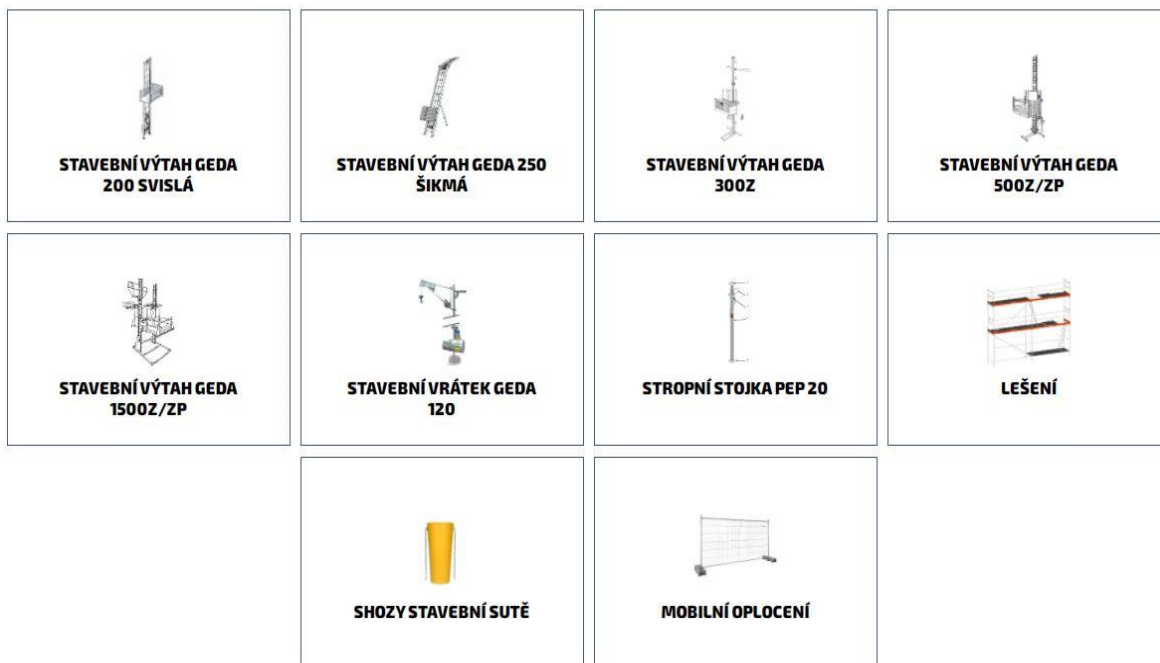 STAVEBNÍ VÝTAH GEDA
200 SVISLÁ
STAVEBNÍ VÝTAH GEDA 250
ŠIKMÁ
STAVEBNÍ VÝTAH GEDA
300Z
STAVEBNÍ VÝTAH GEDA
500Z/ZP
STAVEBNÍ VÝTAH GEDA
1500Z/ZP
STAVEBNÍ VRÁTEK GEDA
120
STROPNÍ STOJKA PEP 20
LEŠENÍ
SHOZY STAVEBNÍ SUTĚ
MOBILNÍ OPLOCENÍ